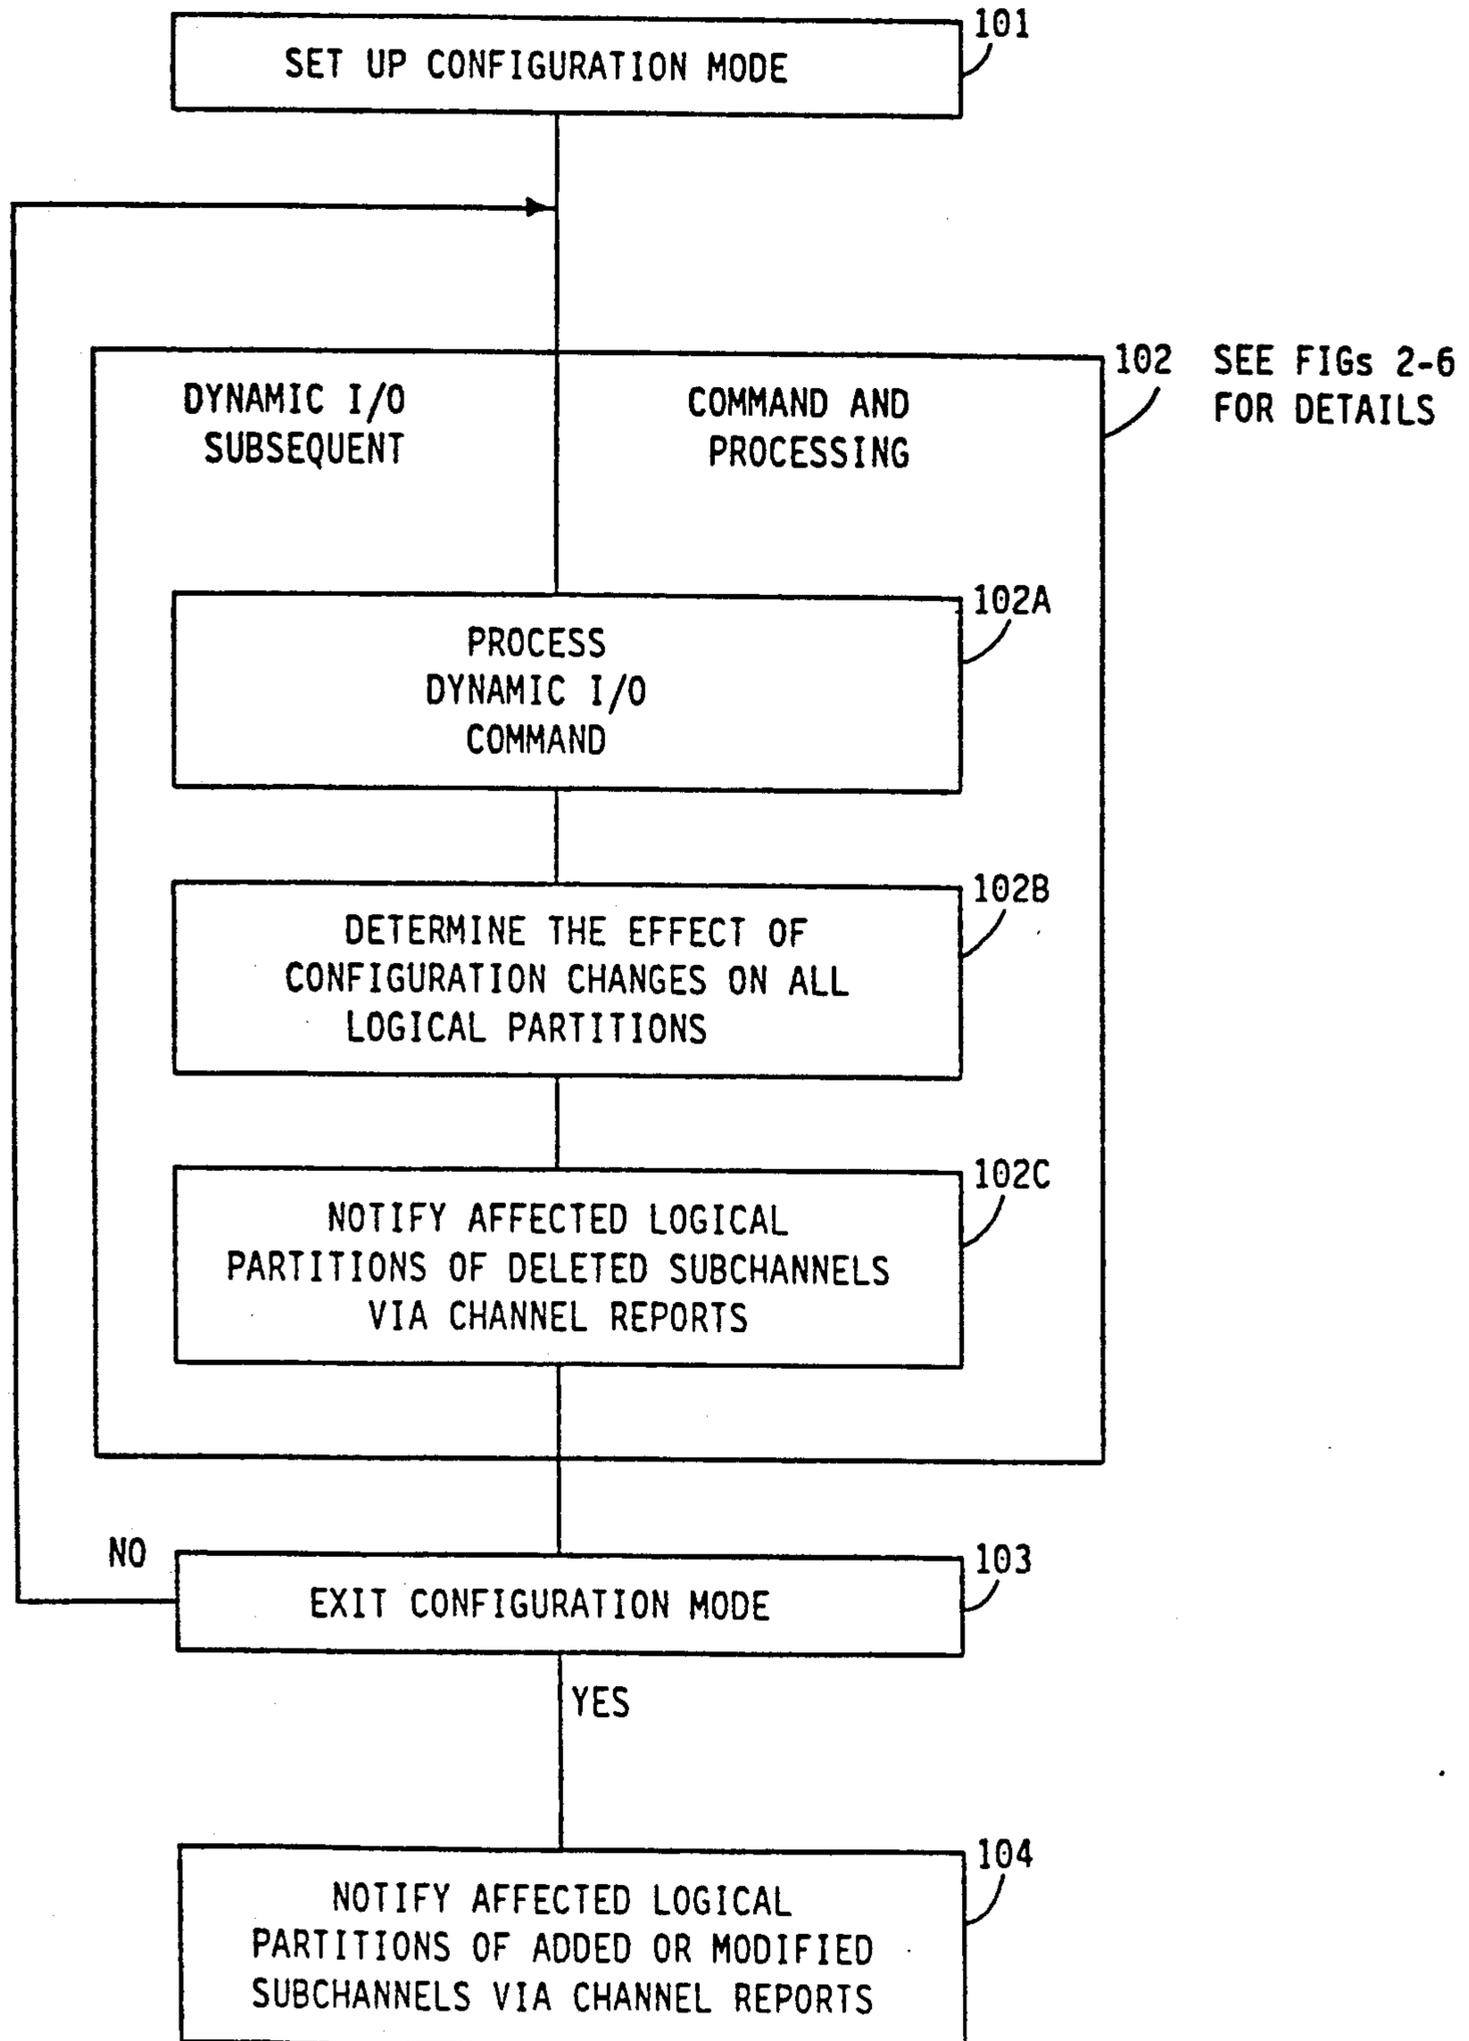 101
SET UP CONFIGURATION MODE
102 SEE FIGs 2-6
FOR DETAILS
DYNAMIC I/O COMMAND AND
SUBSEQUENT PROCESSING
102A
PROCESS
DYNAMIC I/O
COMMAND
102B
DETERMINE THE EFFECT OF
CONFIGURATION CHANGES ON ALL
LOGICAL PARTITIONS
102C
NOTIFY AFFECTED LOGICAL
PARTITIONS OF DELETED SUBCHANNELS
VIA CHANNEL REPORTS
NO
103
EXIT CONFIGURATION MODE
YES
104
NOTIFY AFFECTED LOGICAL
PARTITIONS OF ADDED OR MODIFIED
SUBCHANNELS VIA CHANNEL REPORTS